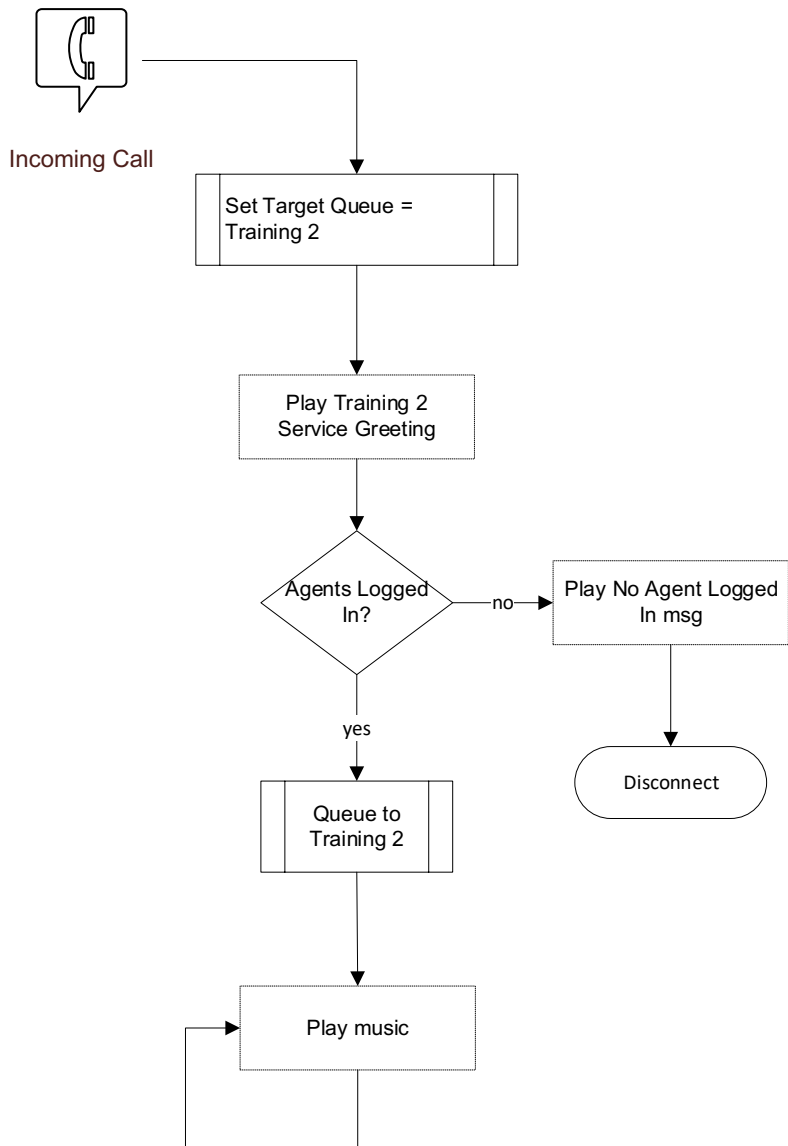 Incoming Call
Set Target Queue =
Training 2
Play Training 2
Service Greeting
Agents Logged
In?
no
Play No Agent Logged
In msg
yes
Disconnect
Queue to
Training 2
Play music